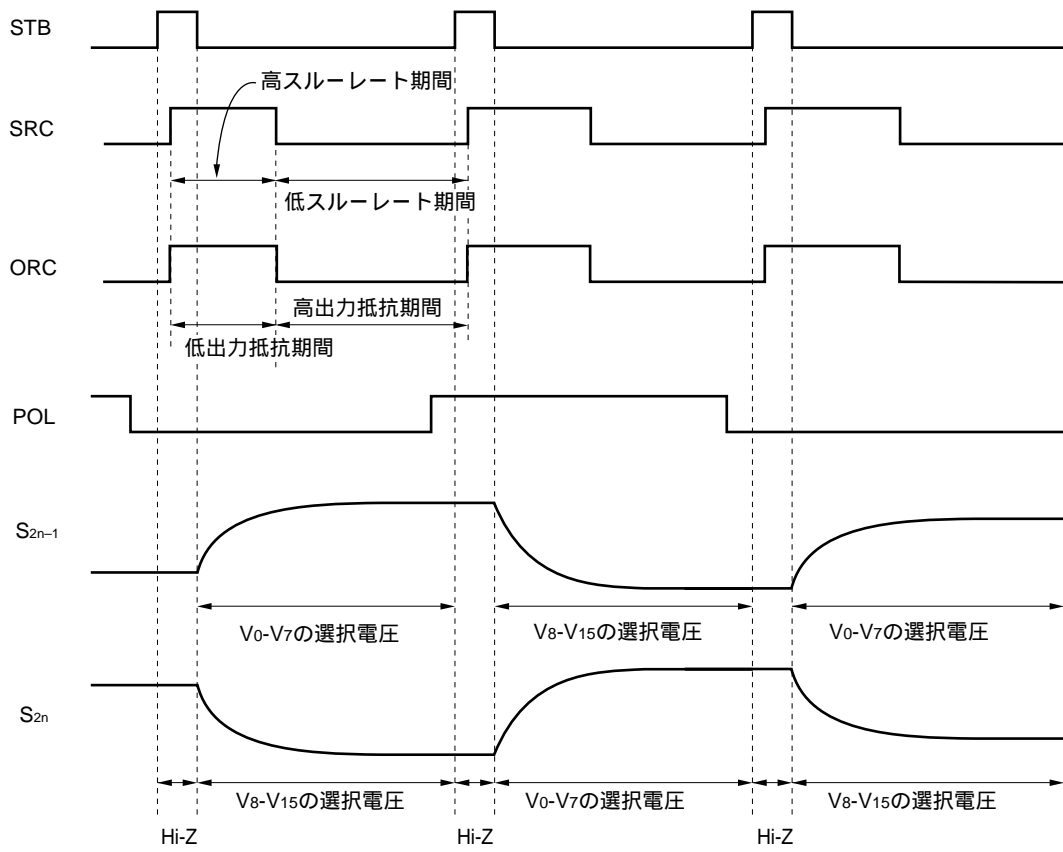 STB
高スルーレート期間
SRC
低スルーレート期間
ORC
高出力抵抗期間
低出力抵抗期間
POL
S2n–1
V0-V7の選択電圧
V8-V15の選択電圧
V0-V7の選択電圧
S2n
V8-V15の選択電圧
V0-V7の選択電圧
V8-V15の選択電圧
Hi-Z
Hi-Z
Hi-Z